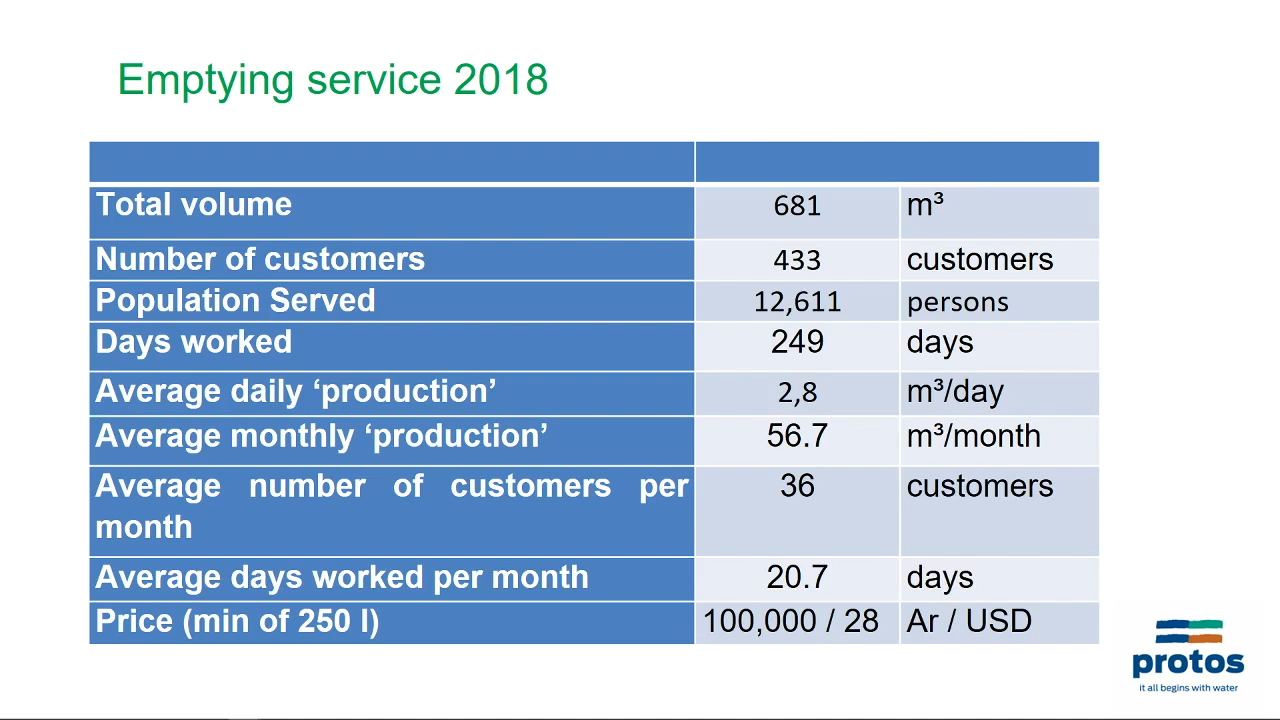 Emptying service 2018
Total volume 681 m³
Number of customers 433 customers
Population Served 12,611 persons
Days worked 249 days
Average daily ‘production’ 2,8 m³/day
Average monthly ‘production’ 56.7 m³/month
Average number of customers per 36 customers
month
Average days worked per month 20.7 days
Price (min of 250 l) 100,000 / 28 Ar / USD
protos
it all begins with water